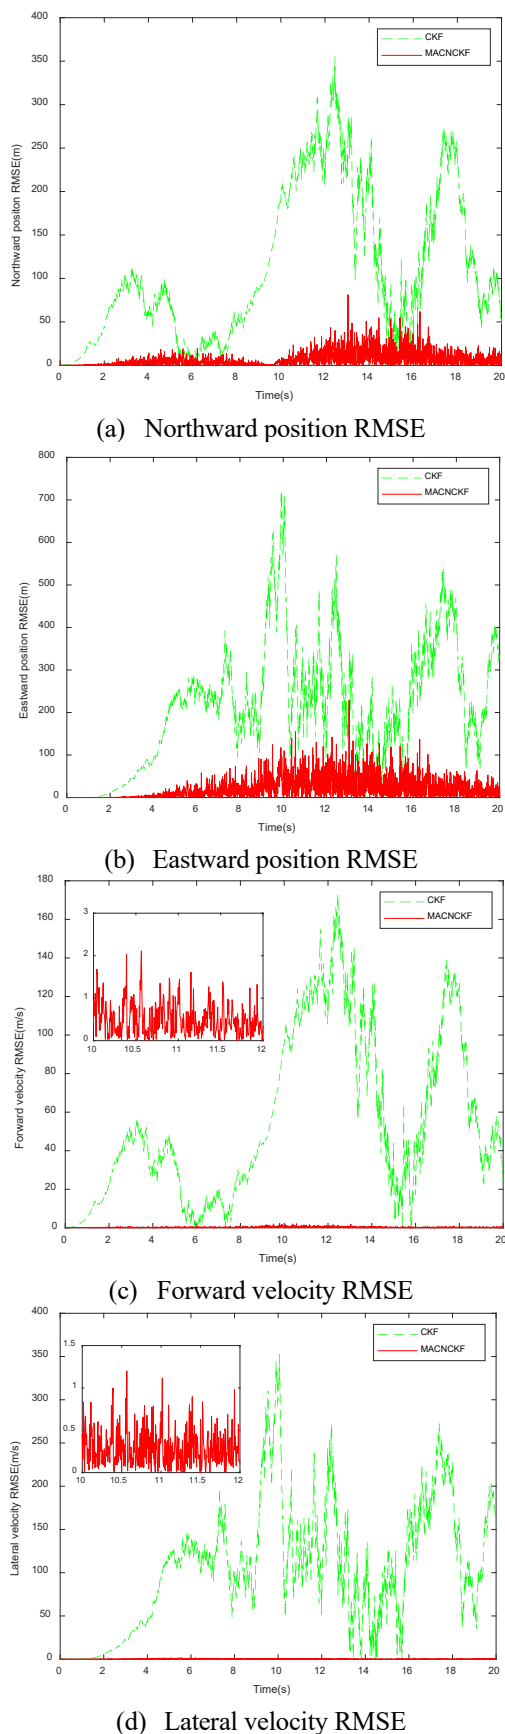 400
350
300
250
200
150
100
50
0
Northward positon RMSE(m)
CKF
MACNCKF
0 2 4 6 8 10 12 14 16 18 20
Time(s)
(a) Northward position RMSE
800
700
600
500
400
300
200
100
0
Eastward position RMSE(m)
CKF
MACNCKF
0 2 4 6 8 10 12 14 16 18 20
Time(s)
(b) Eastward position RMSE
180
160
140
120
100
80
60
40
20
0
Forward velocity RMSE(m/s)
3
2
1
0
10 10.5 11 11.5 12
CKF
MACNCKF
0 2 4 6 8 10 12 14 16 18 20
Time(s)
(c) Forward velocity RMSE
400
350
300
250
200
150
100
50
0
Lateral velocity RMSE(m/s)
1.5
1
0.5
0
10 10.5 11 11.5 12
CKF
MACNCKF
0 2 4 6 8 10 12 14 16 18 20
Time(s)
(d) Lateral velocity RMSE